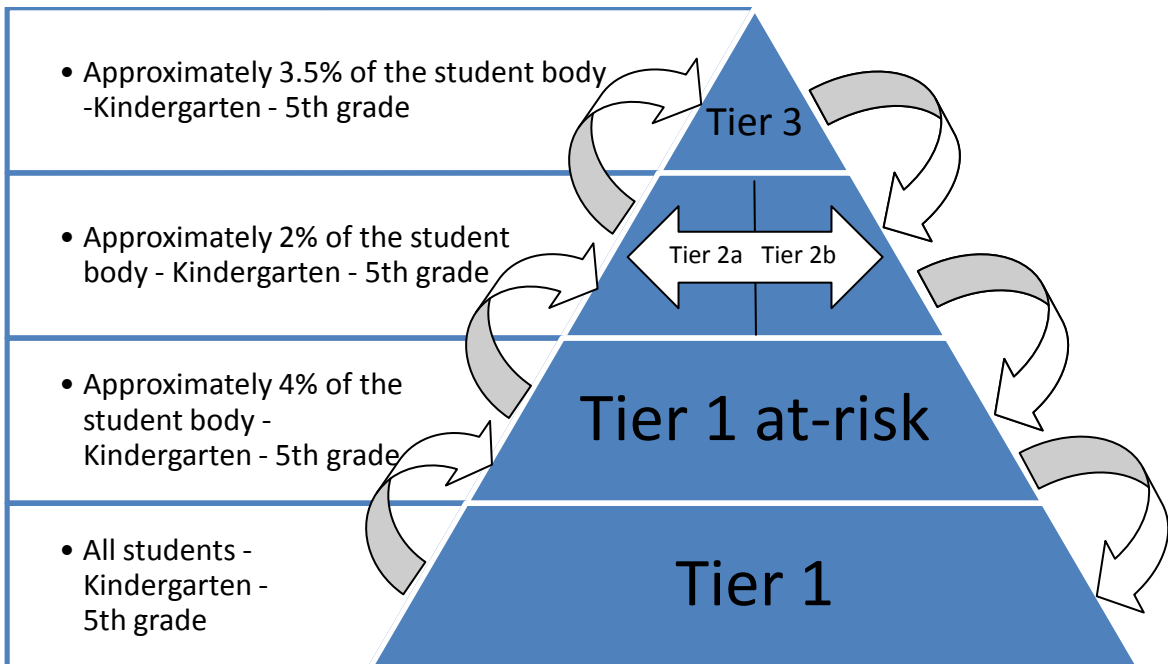 • Approximately 3.5% of the student body
-Kindergarten - 5th grade
Tier 3
• Approximately 2% of the student
body - Kindergarten - 5th grade
Tier 2a Tier 2b
• Approximately 4% of the
student body -
Kindergarten - 5th grade
Tier 1 at-risk
• All students -
Kindergarten -
5th grade
Tier 1